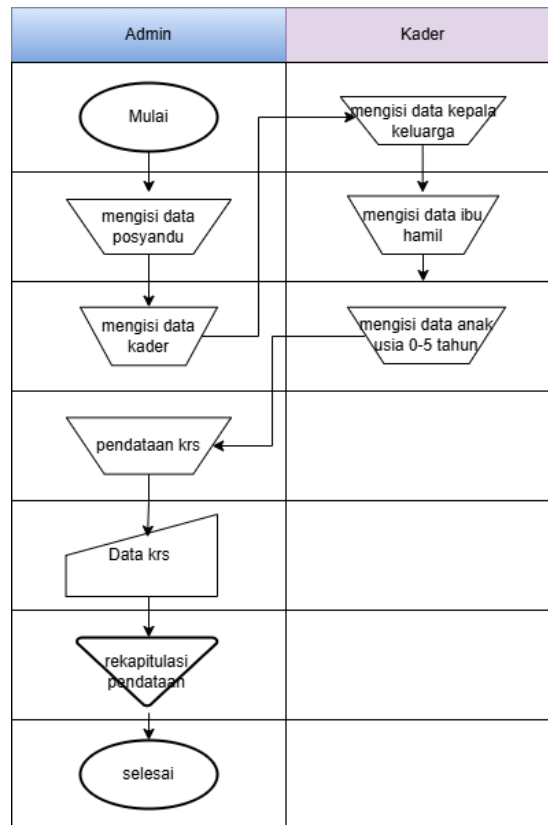 Admin
Kader
Mulai
mengisi data kepala
keluarga
mengisi data
posyandu
mengisi data ibu
hamil
mengisi data
kader
mengisi data anak
usia 0-5 tahun
pendataan krs
Data krs
rekapitulasi
pendataan
selesai